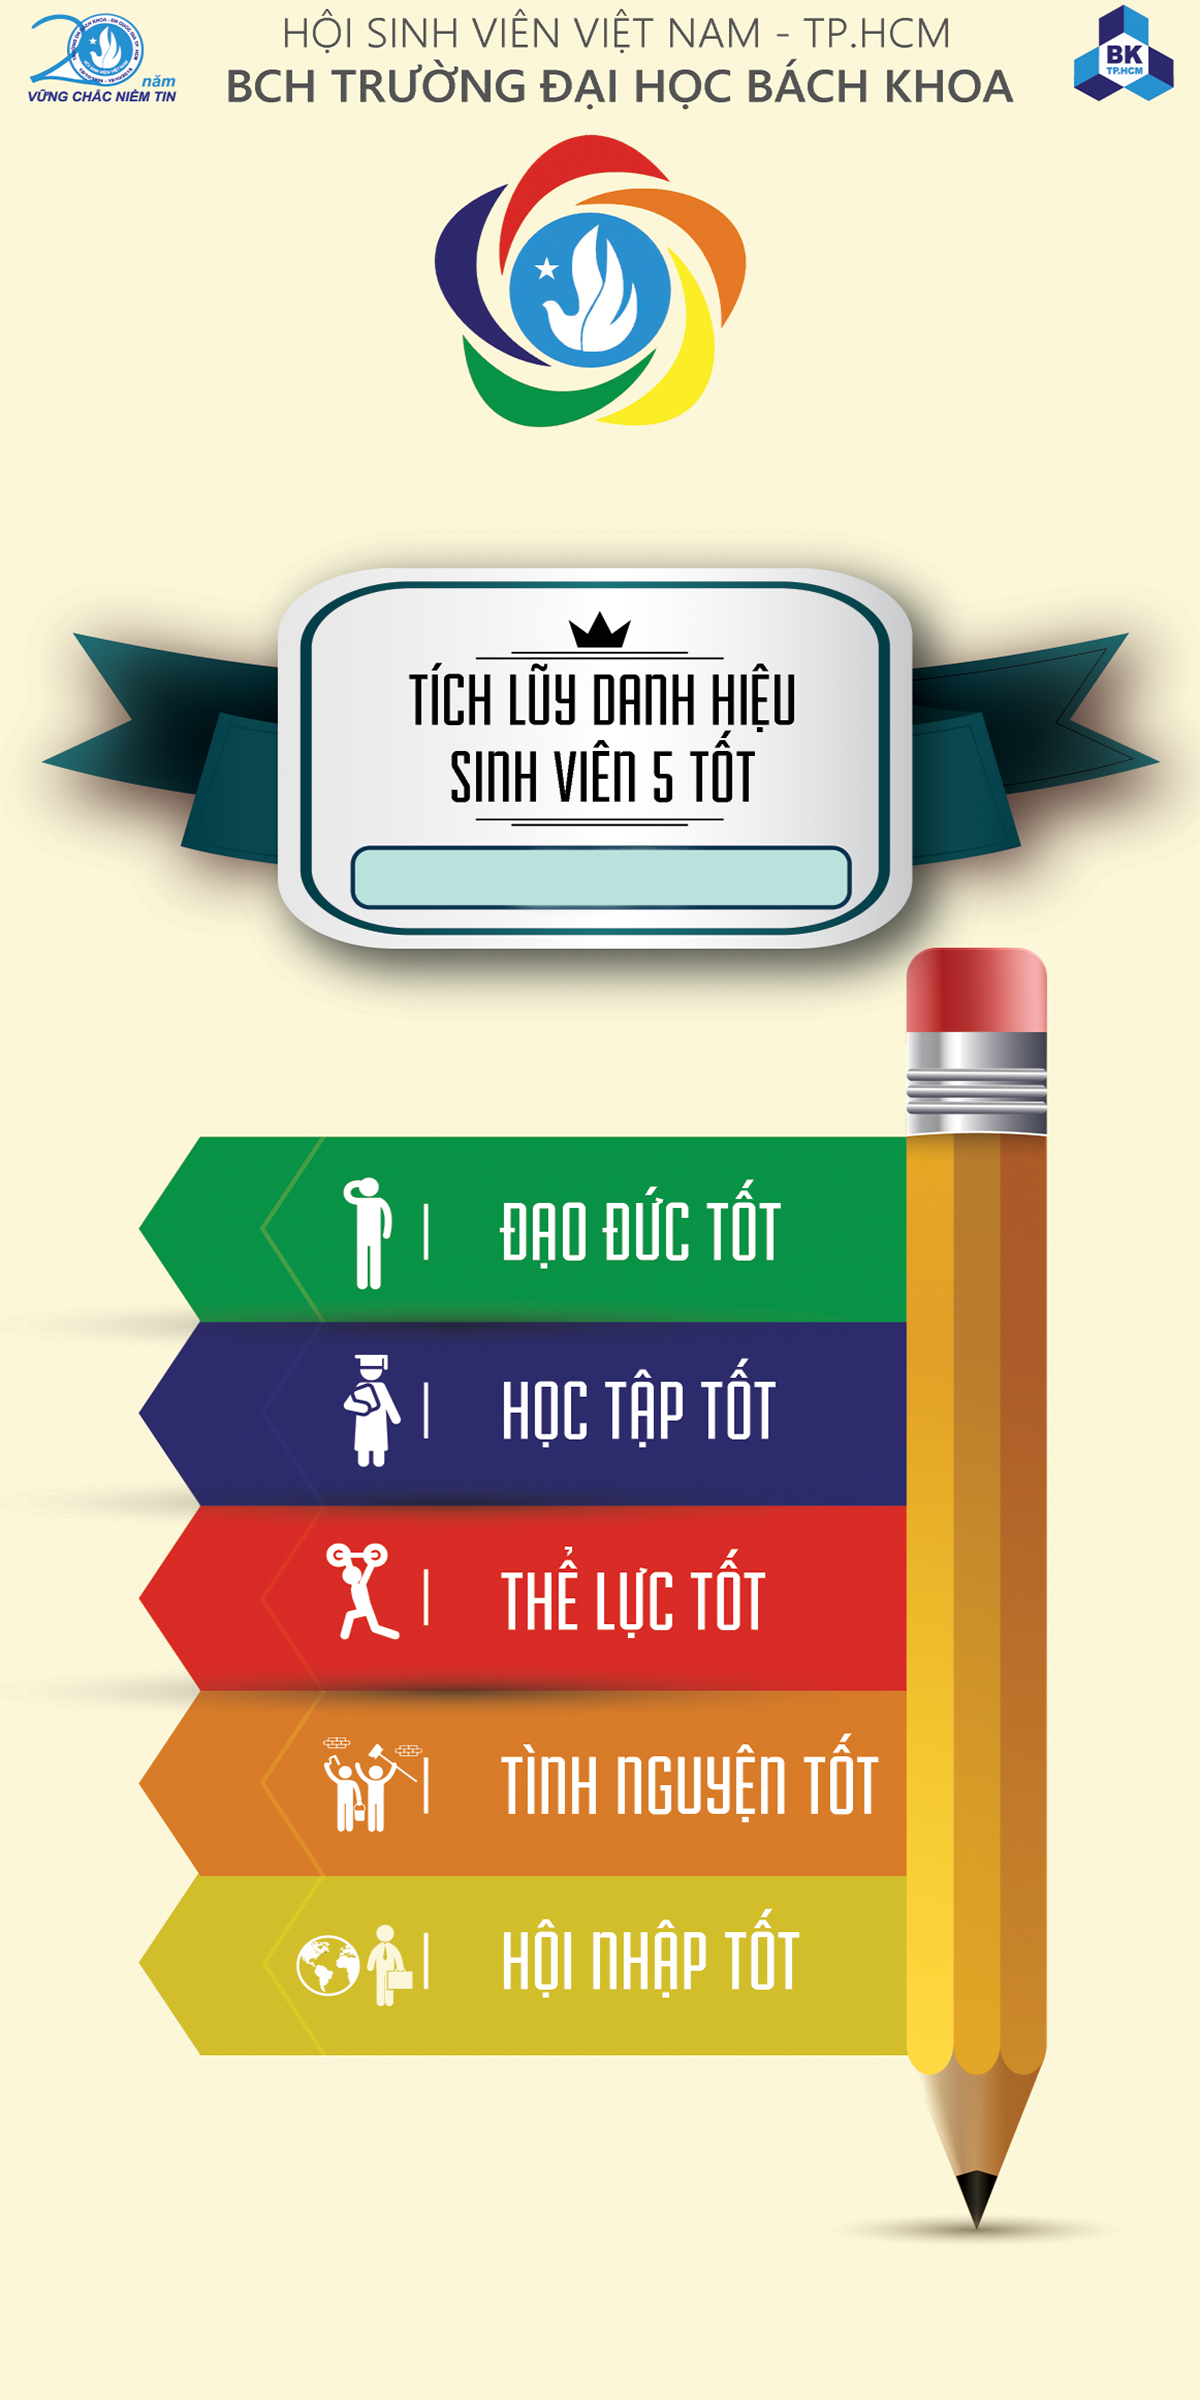 HỘI SINH VIÊN VIỆT NAM - TP.HCM
BCH TRƯỜNG ĐẠI HỌC BÁCH KHOA
năm
VỮNG CHẮC NIỀM TIN
BK
TP.HCM
TÍCH LŨY DANH HIỆU
SINH VIÊN 5 TỐT
ĐẠO ĐỨC TỐT
HỌC TẬP TỐT
THỂ LỰC TỐT
TÌNH NGUYỆN TỐT
HỘI NHẬP TỐT